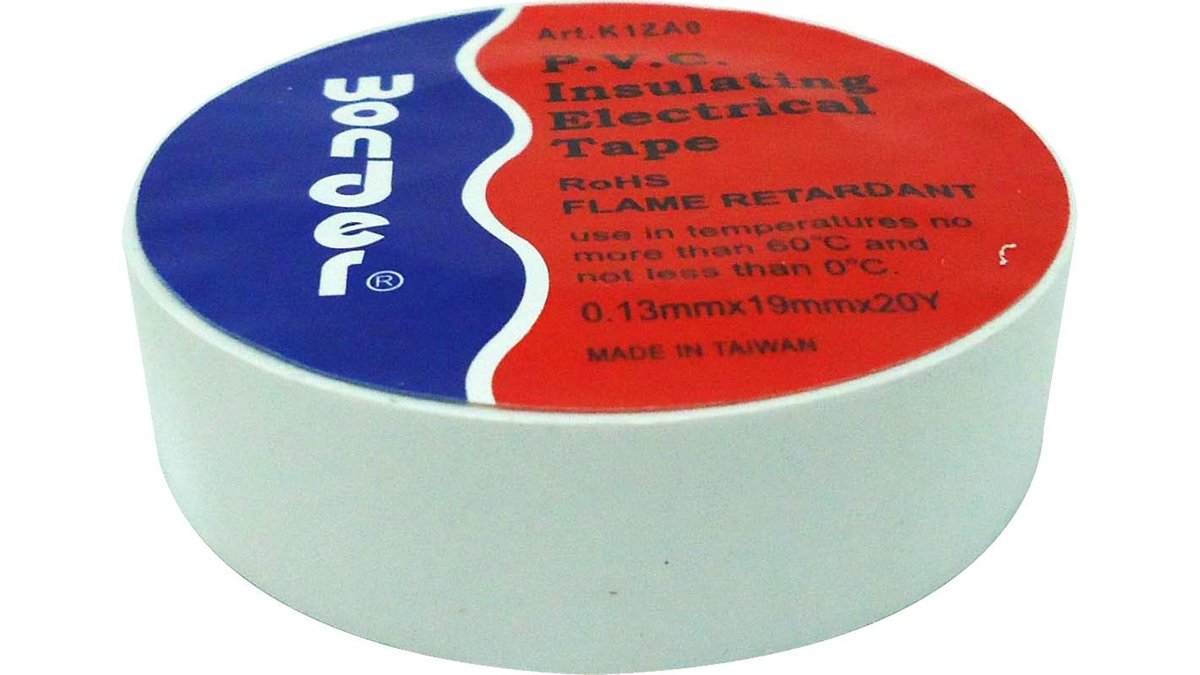 wonder®
Art.K1ZA0
P.V.C.
Insulating
Electrical
Tape
RoHS
FLAME RETARDANT
use in temperatures no
more than 60°C and
not less than 0°C.
0.13mmx19mmx20Y
MADE IN TAIWAN